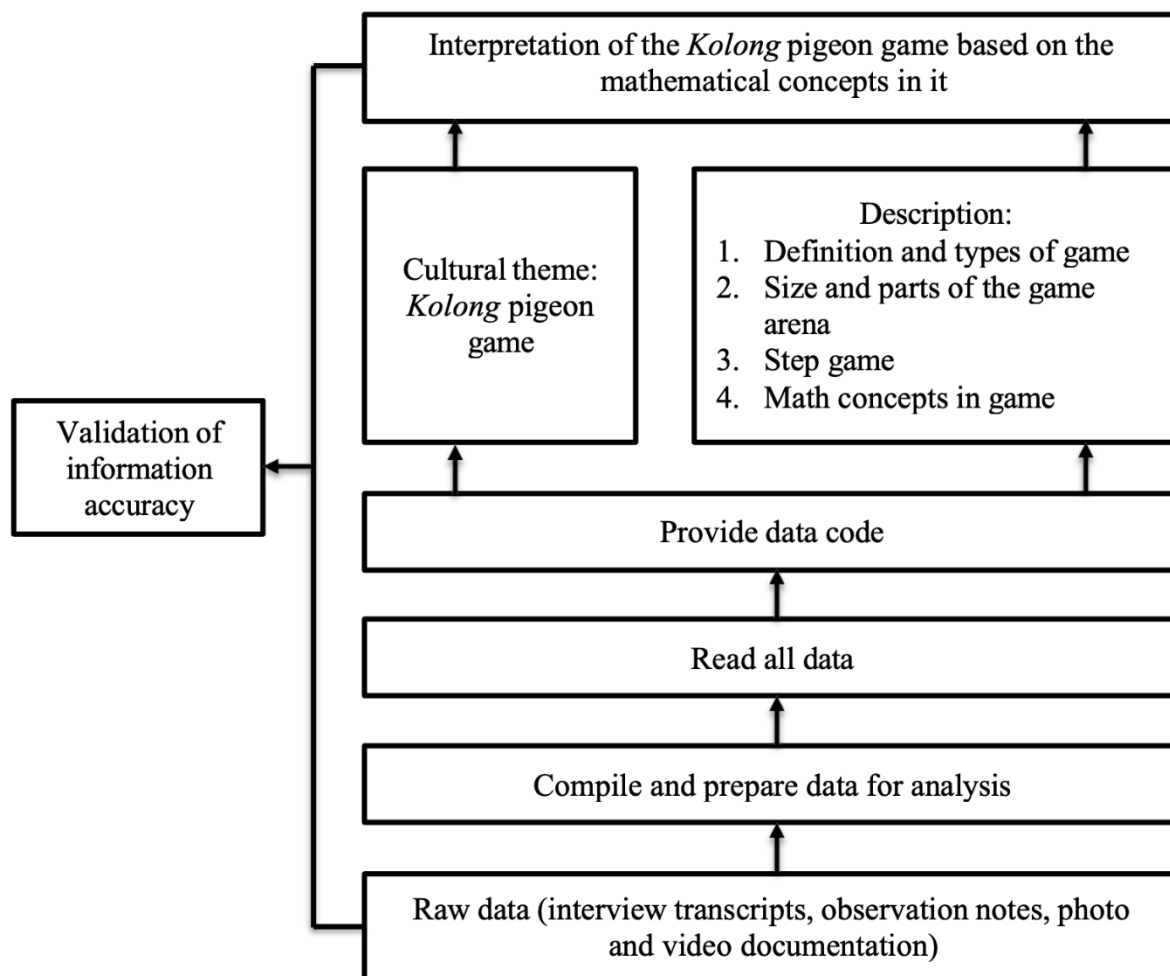 Interpretation of the Kolong pigeon game based on the
mathematical concepts in it
Cultural theme:
Kolong pigeon
game
Description:
1. Definition and types of game
2. Size and parts of the game
arena
3. Step game
4. Math concepts in game
Validation of
information
accuracy
Provide data code
Read all data
Compile and prepare data for analysis
Raw data (interview transcripts, observation notes, photo
and video documentation)